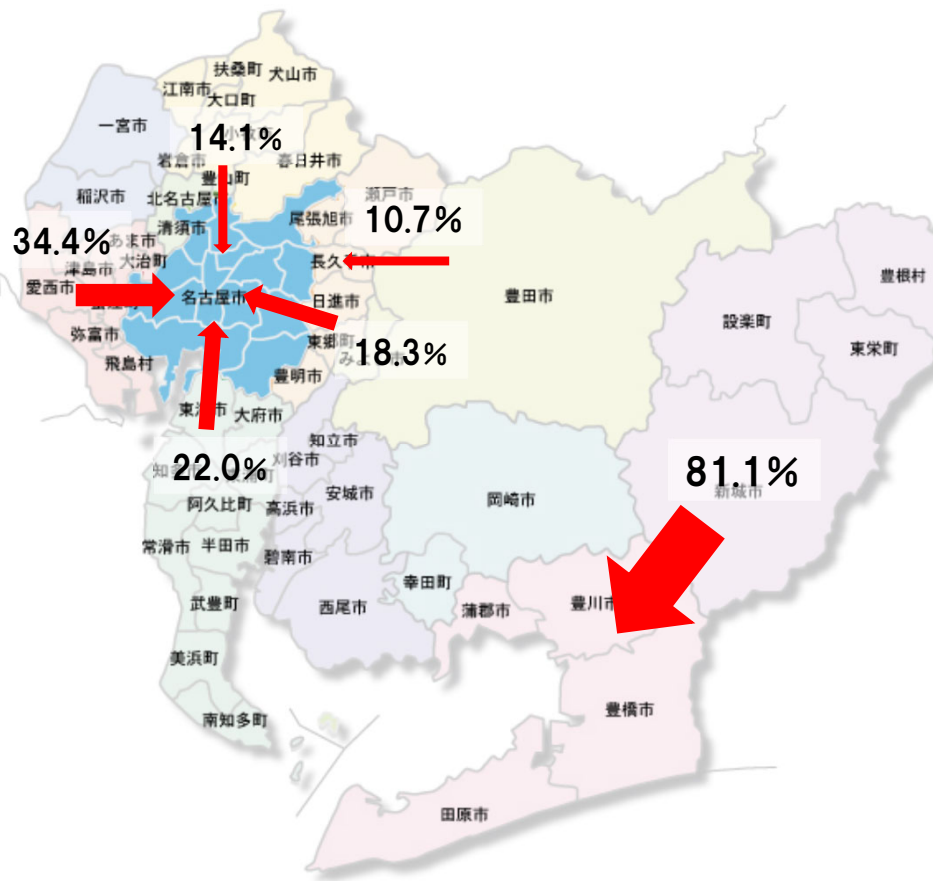 扶桑町
犬山市
江南市
大口町
一宮市
14.1%
岩倉市
春日井市
豊山町
稲沢市
北名古屋市
瀬戸市
清須市
尾張旭市
10.7%
34.4%
あま市
津島市
大治町
愛西市
名古屋市
日進市
豊田市
豊根村
設楽町
東栄町
弥富市
飛島村
東郷町
18.3%
豊明市
大府市
22.0%
知立市
刈谷市
81.1%
新城市
安城市
岡崎市
阿久比町
高浜市
常滑市
半田市
碧南市
幸田町
武豊町
西尾市
蒲郡市
豊川市
美浜町
南知多町
豊橋市
田原市